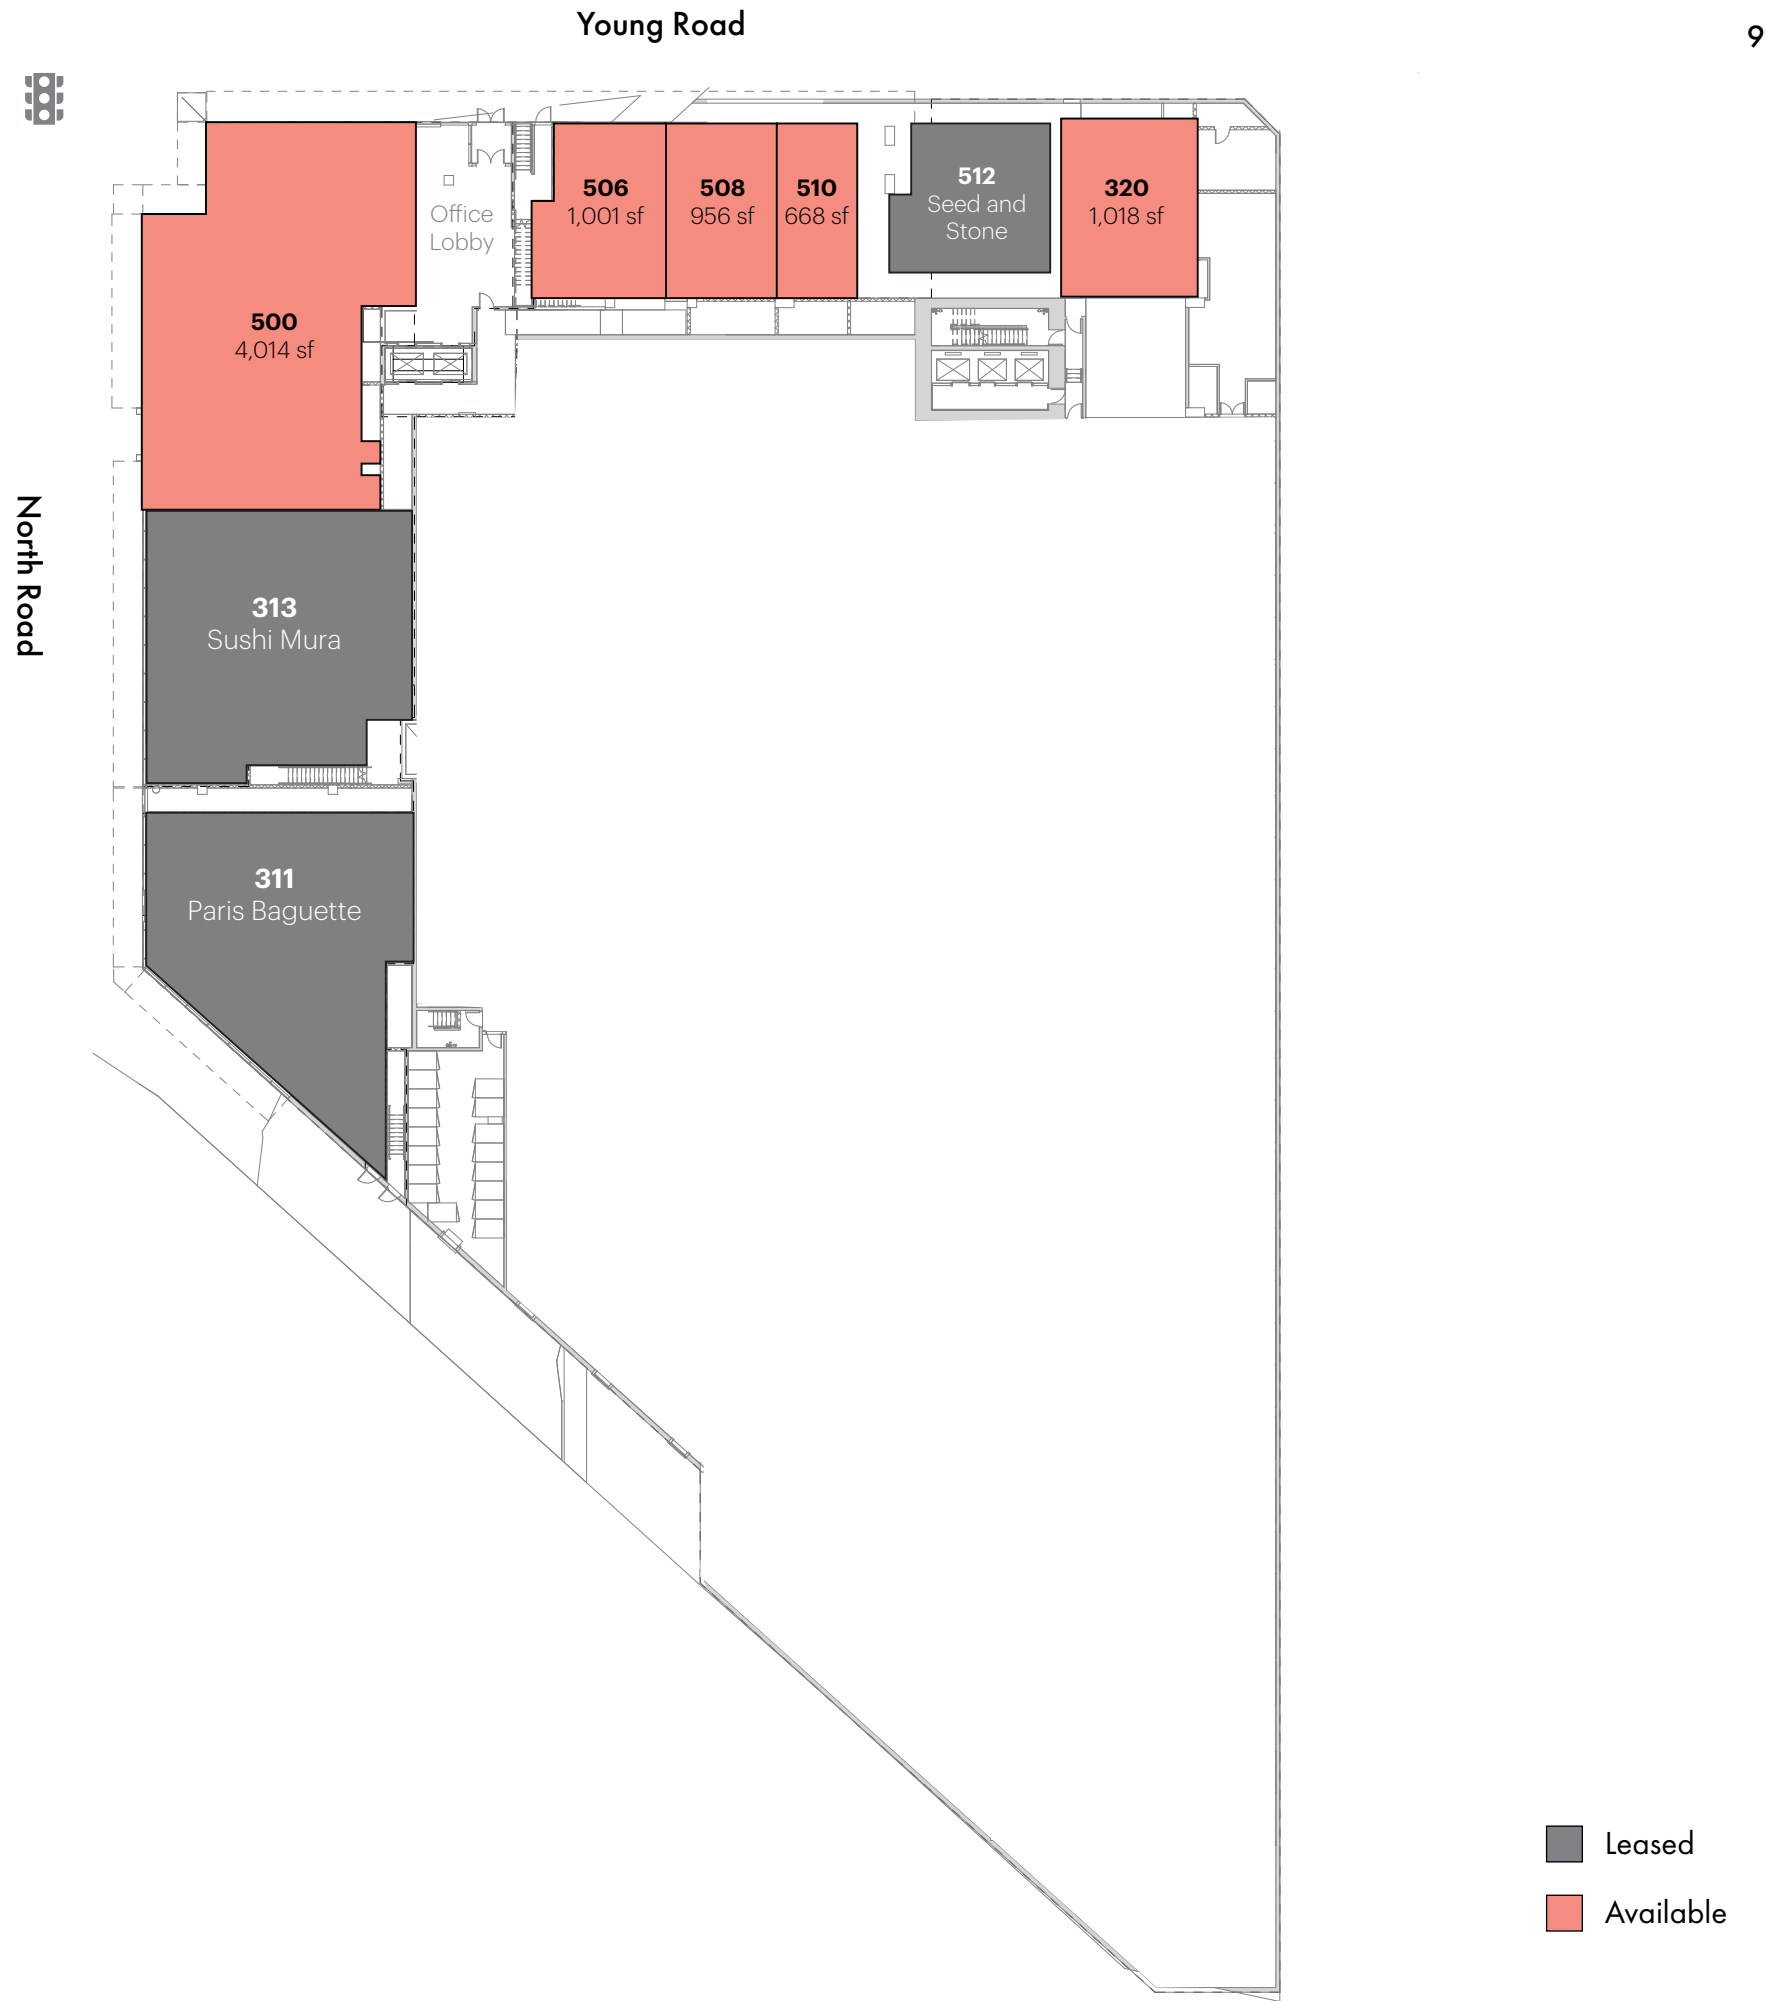 Young Road
9
506
1,001 sf
508
956 sf
510
668 sf
512
Seed and
Stone
320
1,018 sf
Office
Lobby
500
4,014 sf
North Road
313
Sushi Mura
311
Paris Baguette
Leased
Available